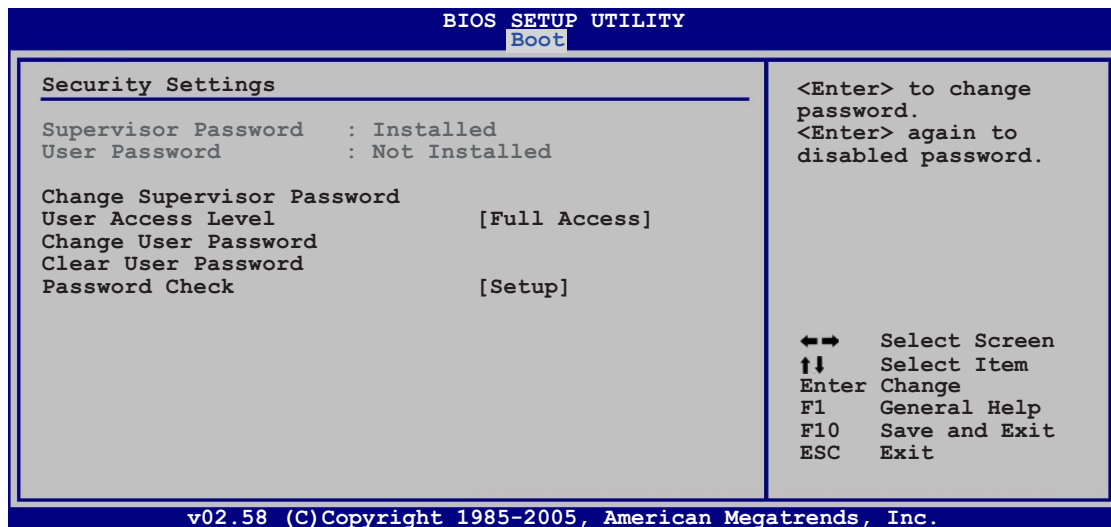 BIOS SETUP UTILITY
Boot
Security Settings
Supervisor Password : Installed
User Password : Not Installed
Change Supervisor Password
User Access Level [Full Access]
Change User Password
Clear User Password
Password Check [Setup]
<Enter> to change
password.
<Enter> again to
disabled password.
←→ Select Screen
↑↓ Select Item
Enter Change
F1 General Help
F10 Save and Exit
ESC Exit
v02.58 (C)Copyright 1985-2005, American Megatrends, Inc.